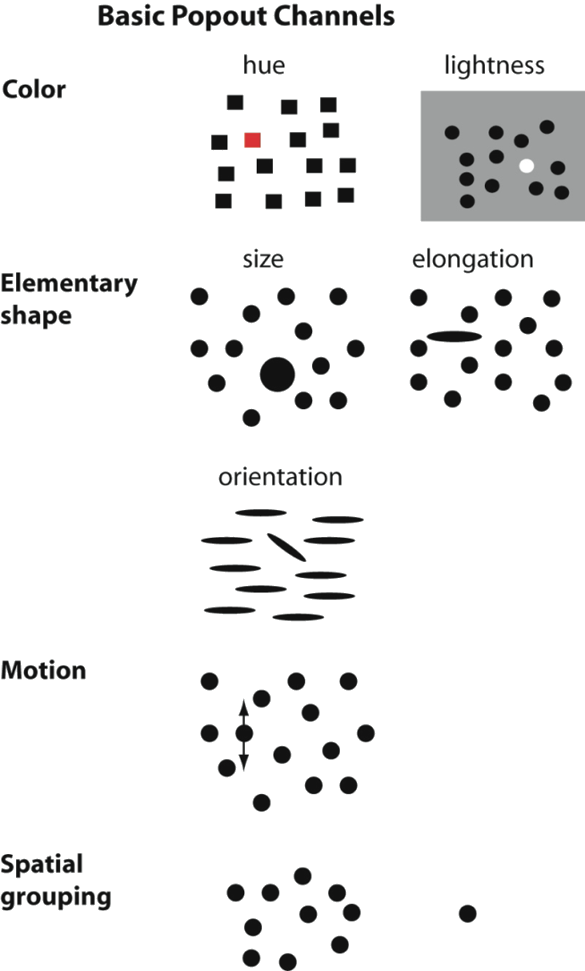 Basic Popout Channels
hue
lightness
Color
size
elongation
Elementary
shape
orientation
Motion
Spatial
grouping